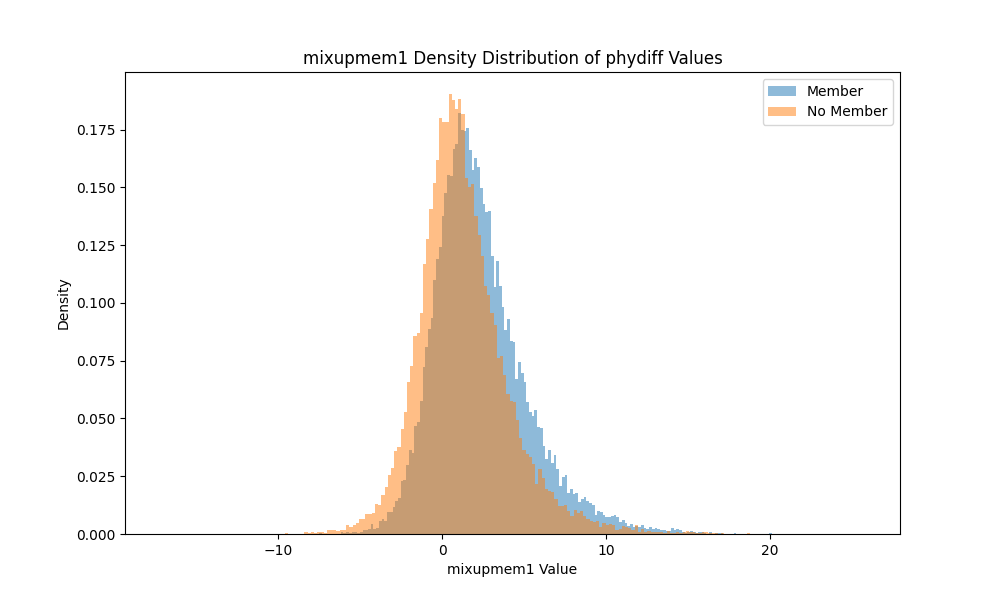 mixupmem1 Density Distribution of phydiff Values
Member
No Member
0.175
0.150
0.125
0.100
0.075
0.050
0.025
0.000
Density
−10
0
10
20
mixupmem1 Value